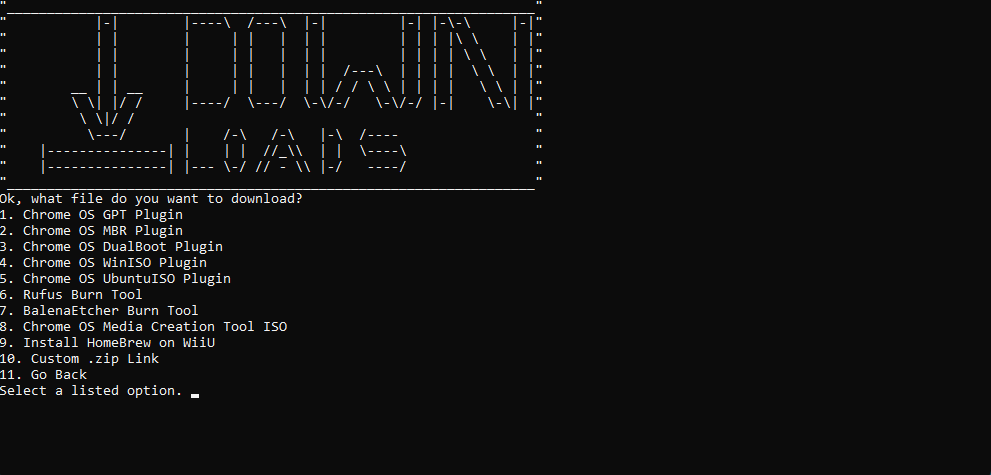 Ok, what file do you want to download?
1. Chrome OS GPT Plugin
2. Chrome OS MBR Plugin
3. Chrome OS DualBoot Plugin
4. Chrome OS WinISO Plugin
5. Chrome OS UbuntuISO Plugin
6. Rufus Burn Tool
7. BalenaEtcher Burn Tool
8. Chrome OS Media Creation Tool ISO
9. Install HomeBrew on WiiU
10. Custom .zip Link
11. Go Back
Select a listed option.